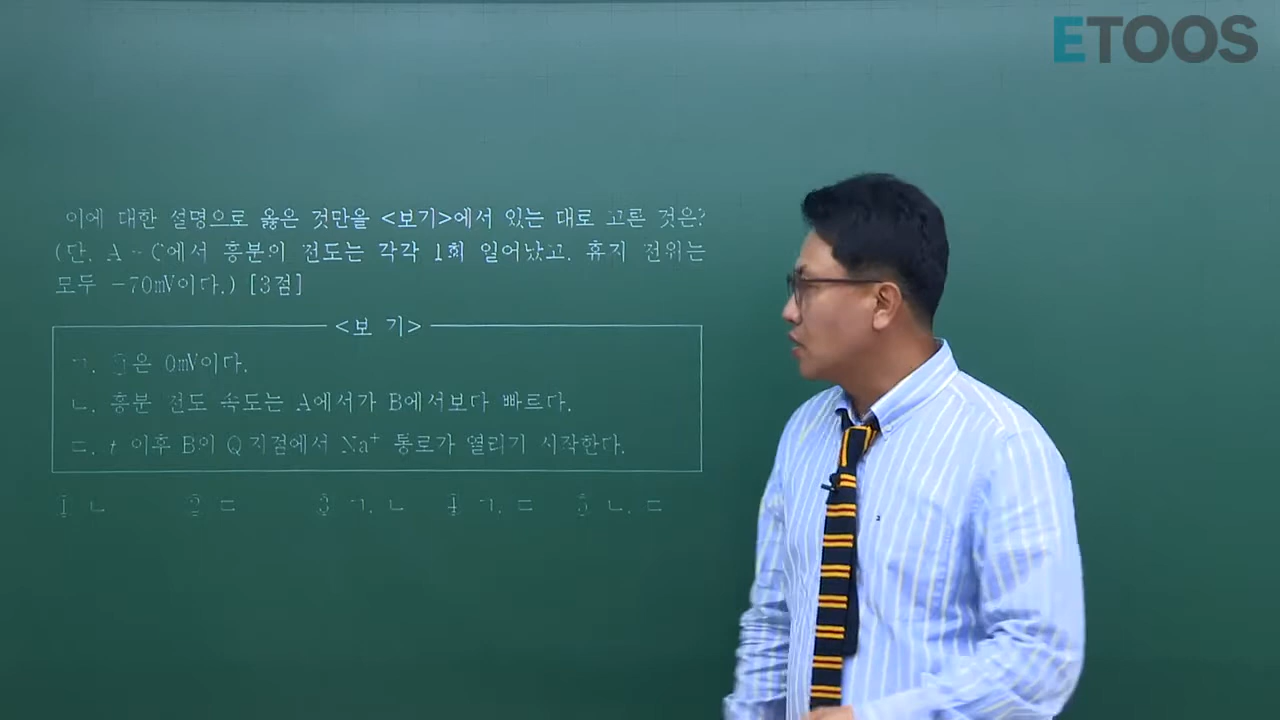 ETOOS
이에 대한 설명으로 옳은 것만을 <보기>에서 있는 대로 고른 것은?
(단, A~C에서 흥분의 전도는 각각 1회 일어났고, 휴지 전위는
모두 -70mV이다.) [3점]
<보 기>
ㄱ. ㉠은 0mV이다.
ㄴ. 흥분 전도 속도는 A에서가 B에서보다 빠르다.
ㄷ. t 이후 B의 Q 지점에서 Na⁺ 통로가 열리기 시작한다.
① ㄴ ② ㄷ ③ ㄱ, ㄴ ④ ㄱ, ㄷ ⑤ ㄴ, ㄷ